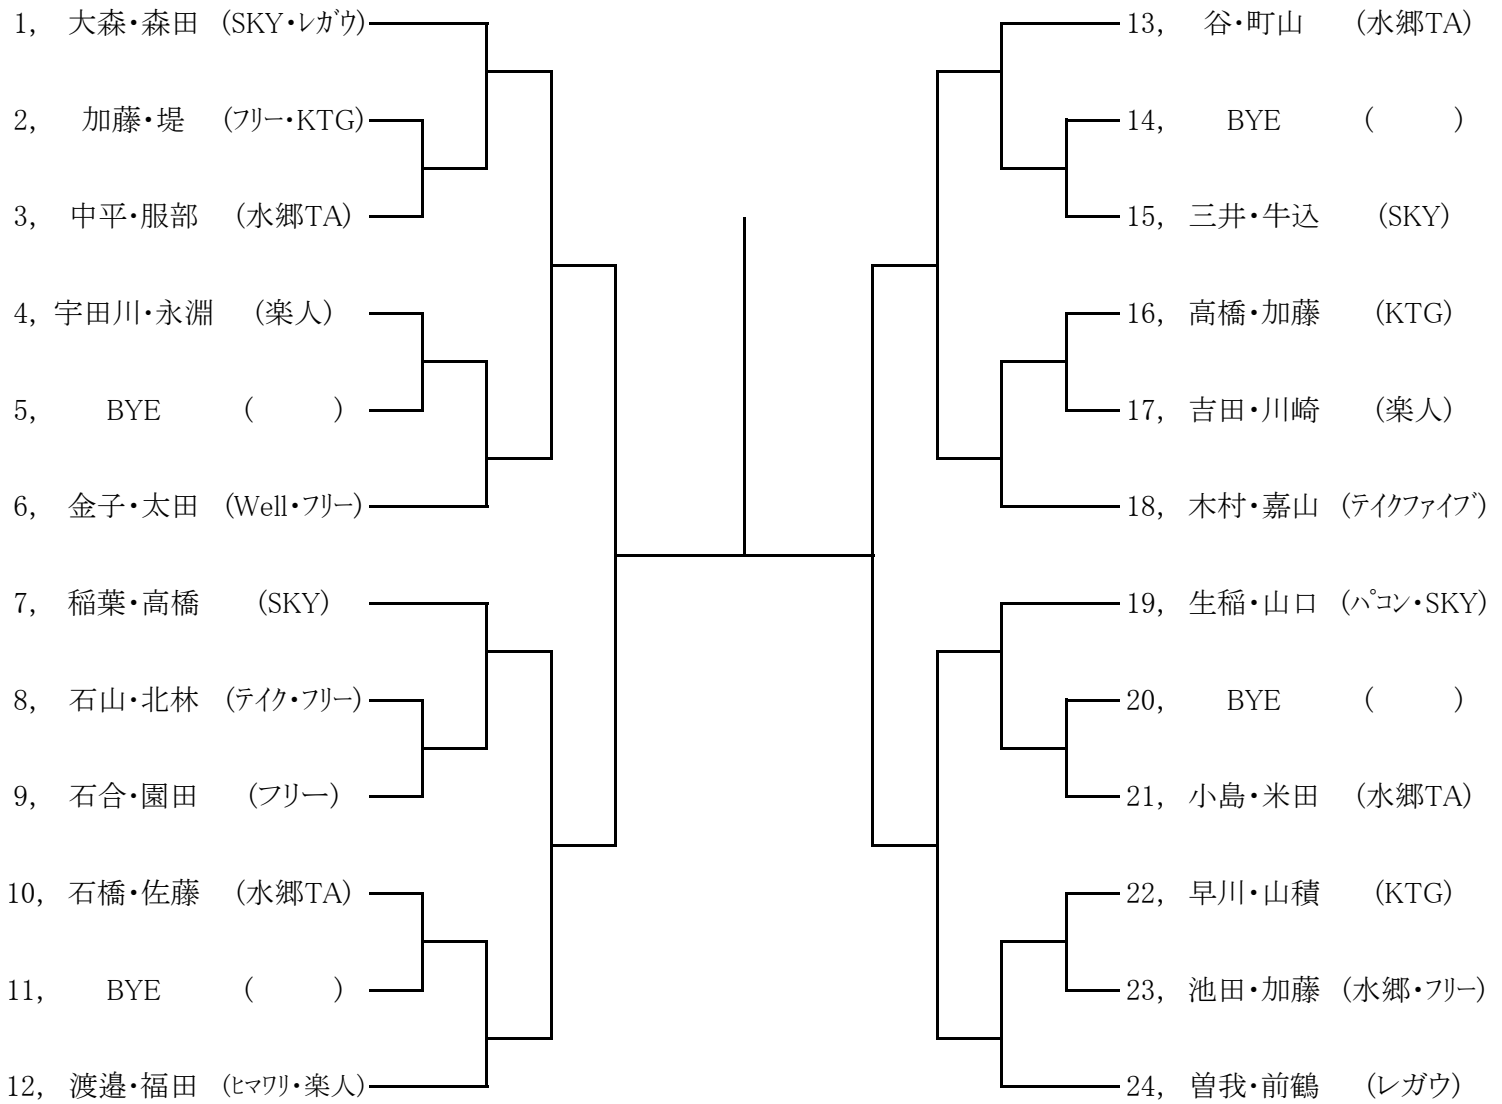 1, 大森・森田 (SKY・レガウ)
2, 加藤・堤 (フリー・KTG)
3, 中平・服部 (水郷TA)
4, 宇田川・永淵 (楽人)
5, BYE ( )
6, 金子・太田 (Well・フリー)
7, 稲葉・高橋 (SKY)
8, 石山・北林 (テイク・フリー)
9, 石合・園田 (フリー)
10, 石橋・佐藤 (水郷TA)
11, BYE ( )
12, 渡邉・福田 (ヒマワリ・楽人)
13, 谷・町山 (水郷TA)
14, BYE ( )
15, 三井・牛込 (SKY)
16, 高橋・加藤 (KTG)
17, 吉田・川崎 (楽人)
18, 木村・嘉山 (テイクファイブ)
19, 生稲・山口 (パコン・SKY)
20, BYE ( )
21, 小島・米田 (水郷TA)
22, 早川・山積 (KTG)
23, 池田・加藤 (水郷・フリー)
24, 曽我・前鶴 (レガウ)